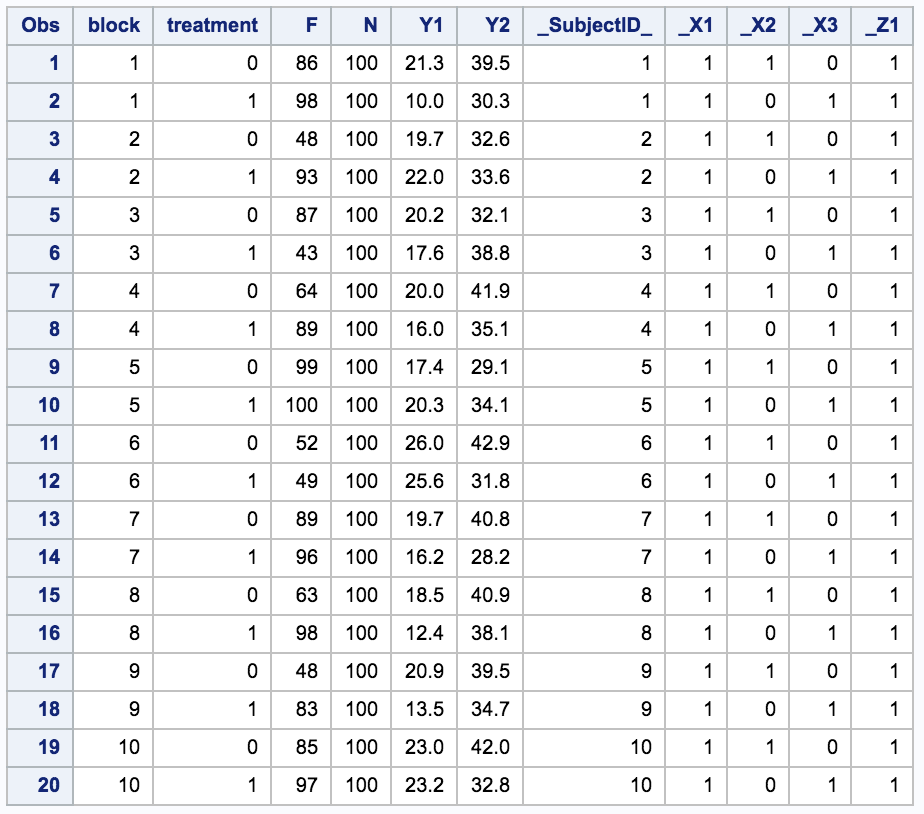 Obs block treatment F N Y1 Y2 _SubjectID_ _X1 _X2 _X3 _Z1
1 1 0 86 100 21.3 39.5 1 1 1 0 1
2 1 1 98 100 10.0 30.3 1 1 0 1 1
3 2 0 48 100 19.7 32.6 2 1 1 0 1
4 2 1 93 100 22.0 33.6 2 1 0 1 1
5 3 0 87 100 20.2 32.1 3 1 1 0 1
6 3 1 43 100 17.6 38.8 3 1 0 1 1
7 4 0 64 100 20.0 41.9 4 1 1 0 1
8 4 1 89 100 16.0 35.1 4 1 0 1 1
9 5 0 99 100 17.4 29.1 5 1 1 0 1
10 5 1 100 100 20.3 34.1 5 1 0 1 1
11 6 0 52 100 26.0 42.9 6 1 1 0 1
12 6 1 49 100 25.6 31.8 6 1 0 1 1
13 7 0 89 100 19.7 40.8 7 1 1 0 1
14 7 1 96 100 16.2 28.2 7 1 0 1 1
15 8 0 63 100 18.5 40.9 8 1 1 0 1
16 8 1 98 100 12.4 38.1 8 1 0 1 1
17 9 0 48 100 20.9 39.5 9 1 1 0 1
18 9 1 83 100 13.5 34.7 9 1 0 1 1
19 10 0 85 100 23.0 42.0 10 1 1 0 1
20 10 1 97 100 23.2 32.8 10 1 0 1 1